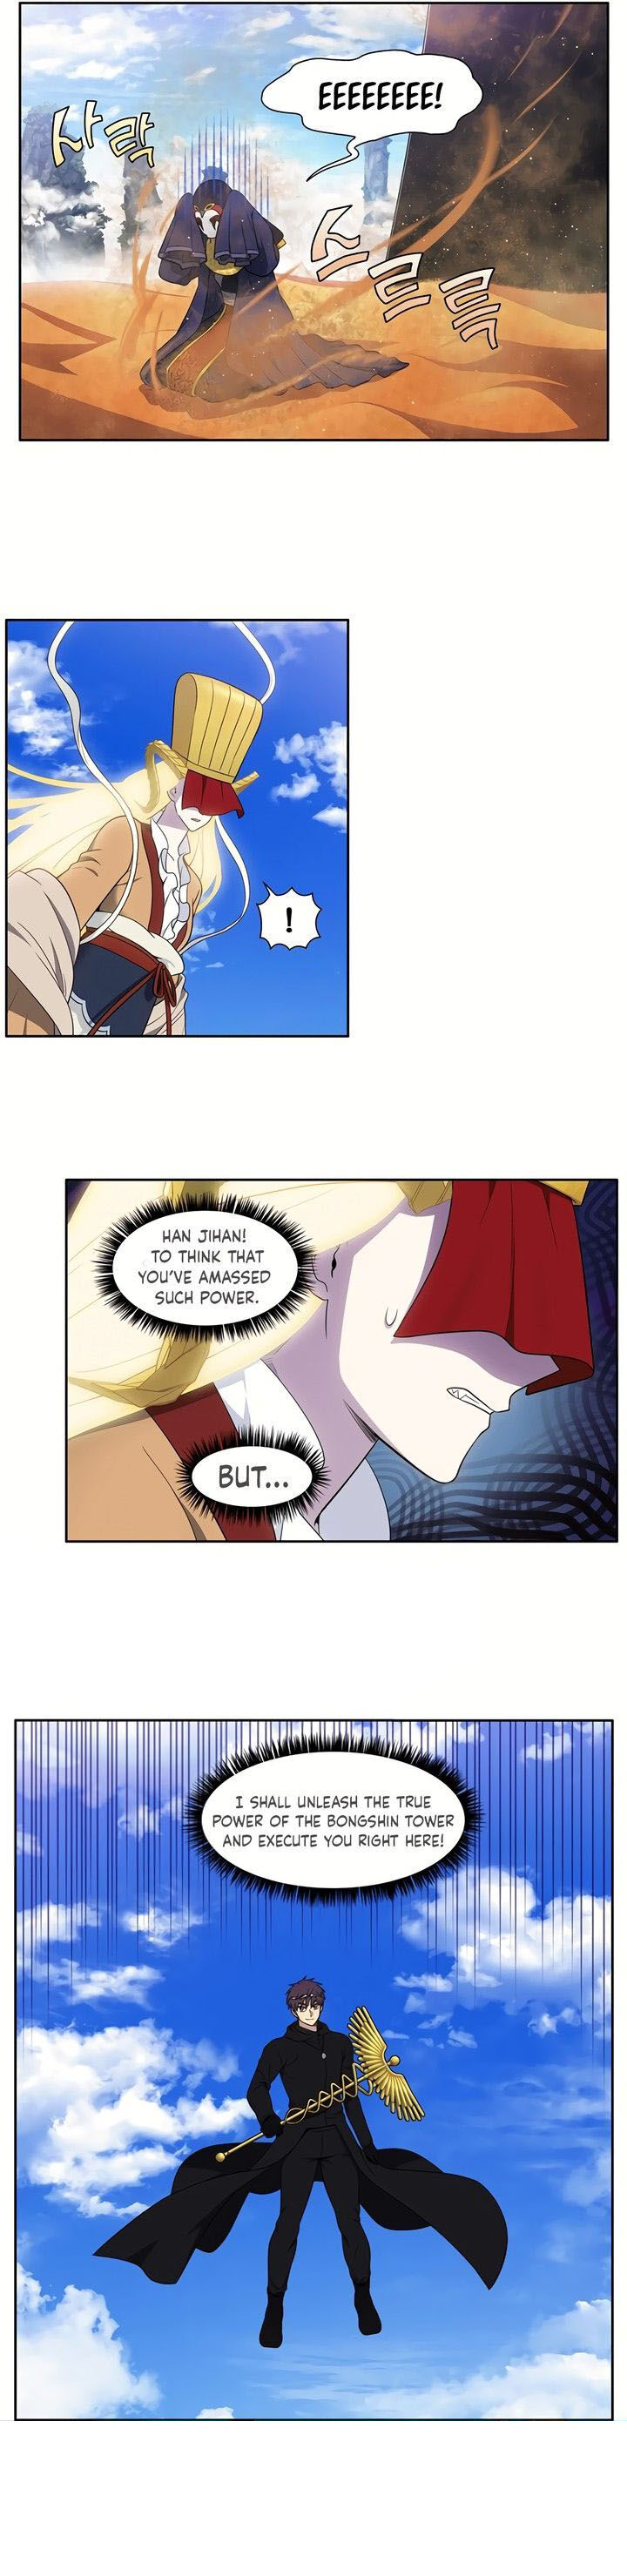 EEEEEEEE!
사락
스르륵
!
HAN JIHAN!
TO THINK THAT
YOU'VE AMASSED
SUCH POWER.
BUT...
I SHALL UNLEASH THE TRUE
POWER OF THE BONGSHIN TOWER
AND EXECUTE YOU RIGHT HERE!